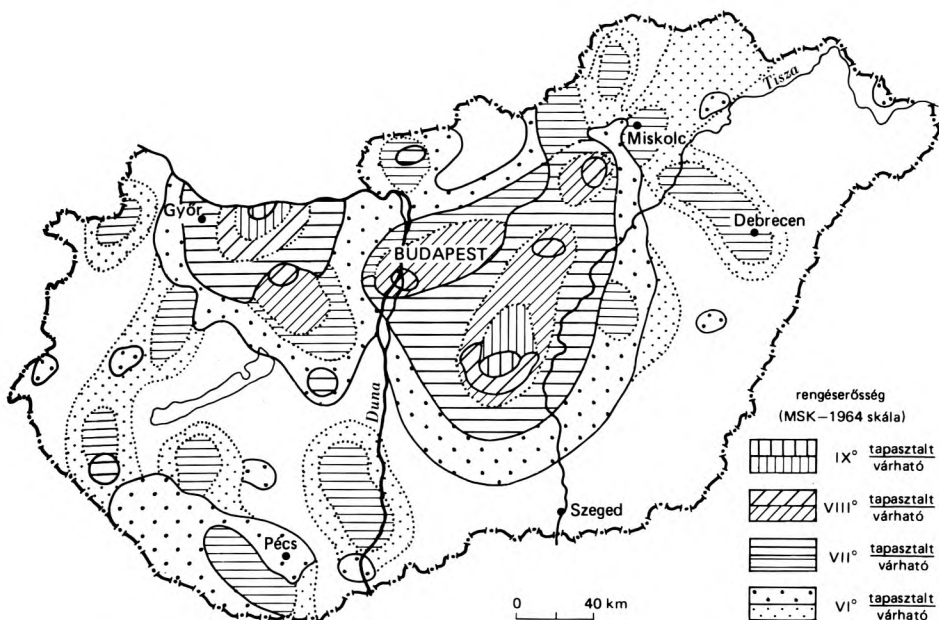 Tisza
Miskolc
Győr
Debrecen
BUDAPEST
Duna
rengéserősség
(MSK—1964 skála)
IX° tapasztalt
várható
VIII° tapasztalt
várható
VII° tapasztalt
várható
VI° tapasztalt
várható
Szeged
Pécs
0 40 km